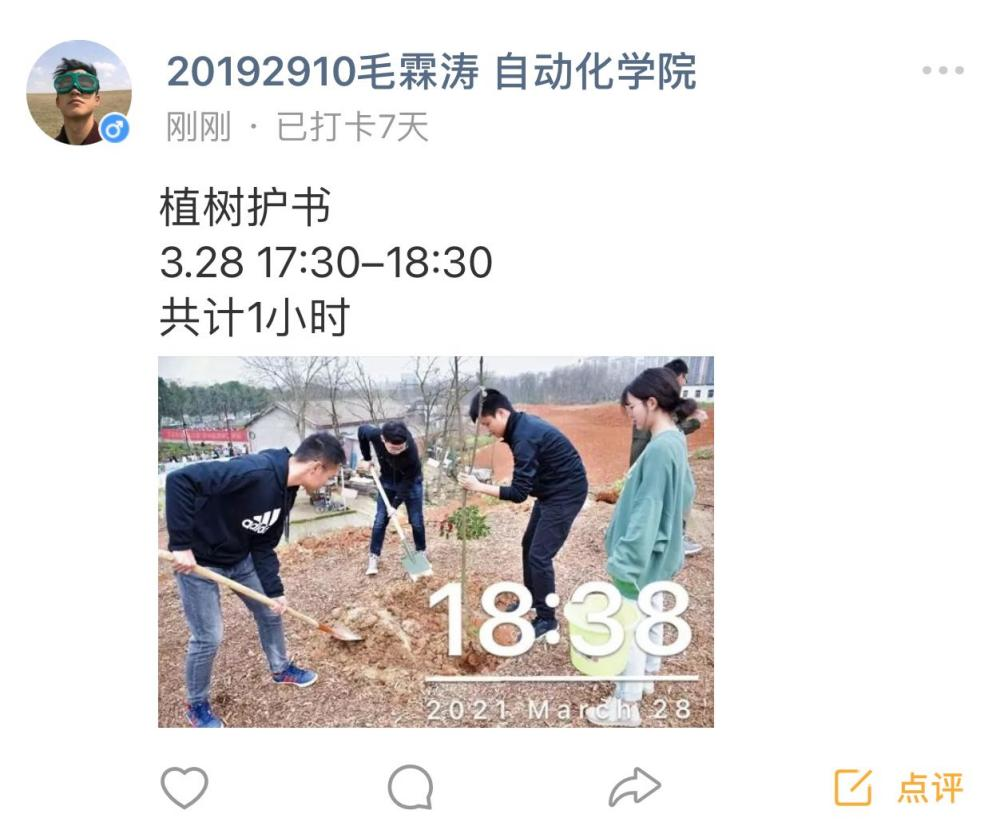 20192910毛霖涛 自动化学院
刚刚 · 已打卡7天
植树护书
3.28 17:30–18:30
共计1小时
adidas
18:38
2021 March 28
点评